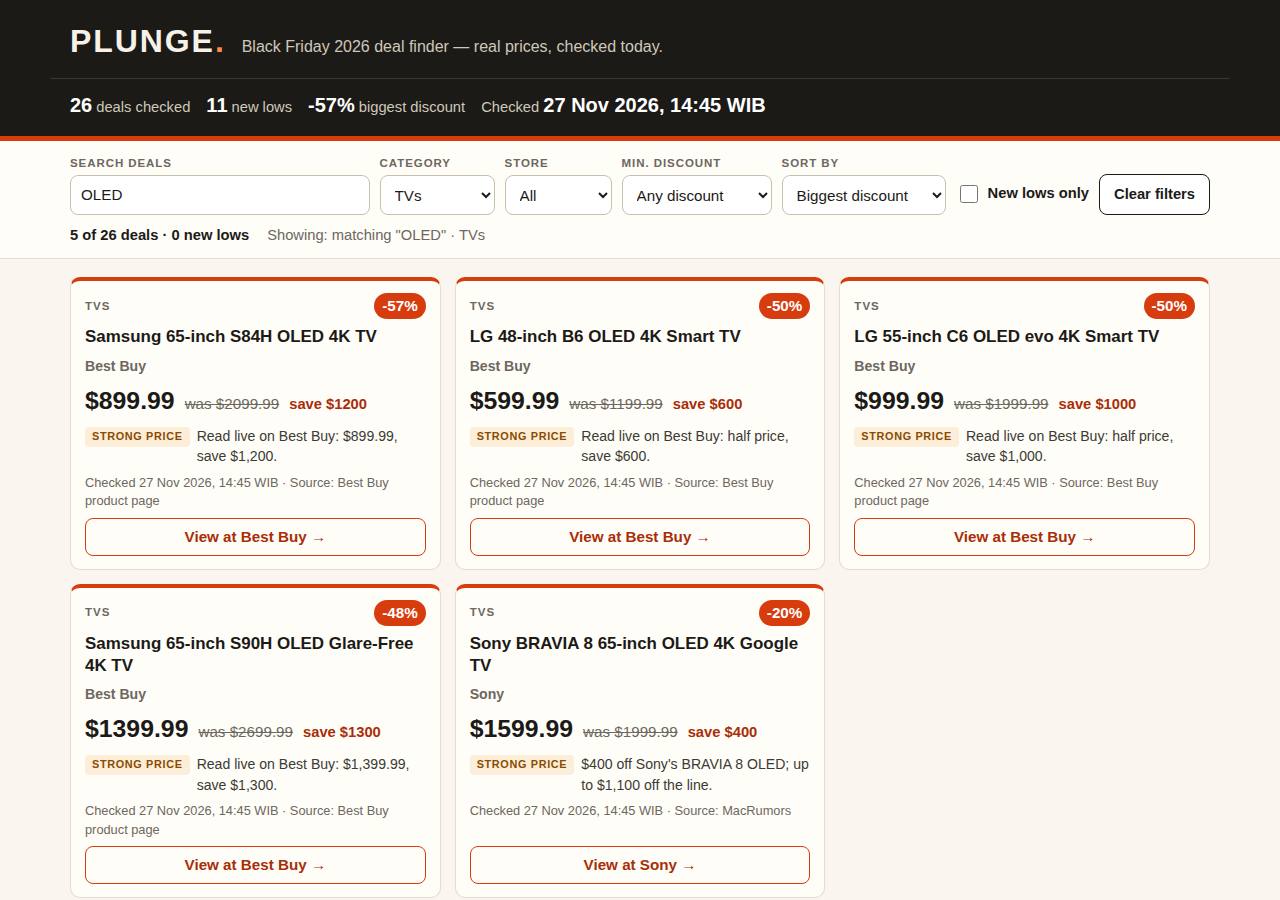 PLUNGE. Black Friday 2026 deal finder — real prices, checked today.
26 deals checked 11 new lows -57% biggest discount Checked 27 Nov 2026, 14:45 WIB
SEARCH DEALS CATEGORY STORE MIN. DISCOUNT SORT BY
OLED TVs All Any discount Biggest discount New lows only Clear filters
5 of 26 deals · 0 new lows Showing: matching "OLED" · TVs
TVS -57%
Samsung 65-inch S84H OLED 4K TV
Best Buy
$899.99 was $2099.99 save $1200
STRONG PRICE Read live on Best Buy: $899.99,
save $1,200.
Checked 27 Nov 2026, 14:45 WIB · Source: Best Buy
product page
View at Best Buy →
TVS -50%
LG 48-inch B6 OLED 4K Smart TV
Best Buy
$599.99 was $1199.99 save $600
STRONG PRICE Read live on Best Buy: half price,
save $600.
Checked 27 Nov 2026, 14:45 WIB · Source: Best Buy
product page
View at Best Buy →
TVS -50%
LG 55-inch C6 OLED evo 4K Smart TV
Best Buy
$999.99 was $1999.99 save $1000
STRONG PRICE Read live on Best Buy: half price,
save $1,000.
Checked 27 Nov 2026, 14:45 WIB · Source: Best Buy
product page
View at Best Buy →
TVS -48%
Samsung 65-inch S90H OLED Glare-Free
4K TV
Best Buy
$1399.99 was $2699.99 save $1300
STRONG PRICE Read live on Best Buy: $1,399.99,
save $1,300.
Checked 27 Nov 2026, 14:45 WIB · Source: Best Buy
product page
View at Best Buy →
TVS -20%
Sony BRAVIA 8 65-inch OLED 4K Google
TV
Sony
$1599.99 was $1999.99 save $400
STRONG PRICE $400 off Sony's BRAVIA 8 OLED; up
to $1,100 off the line.
Checked 27 Nov 2026, 14:45 WIB · Source: MacRumors
View at Sony →